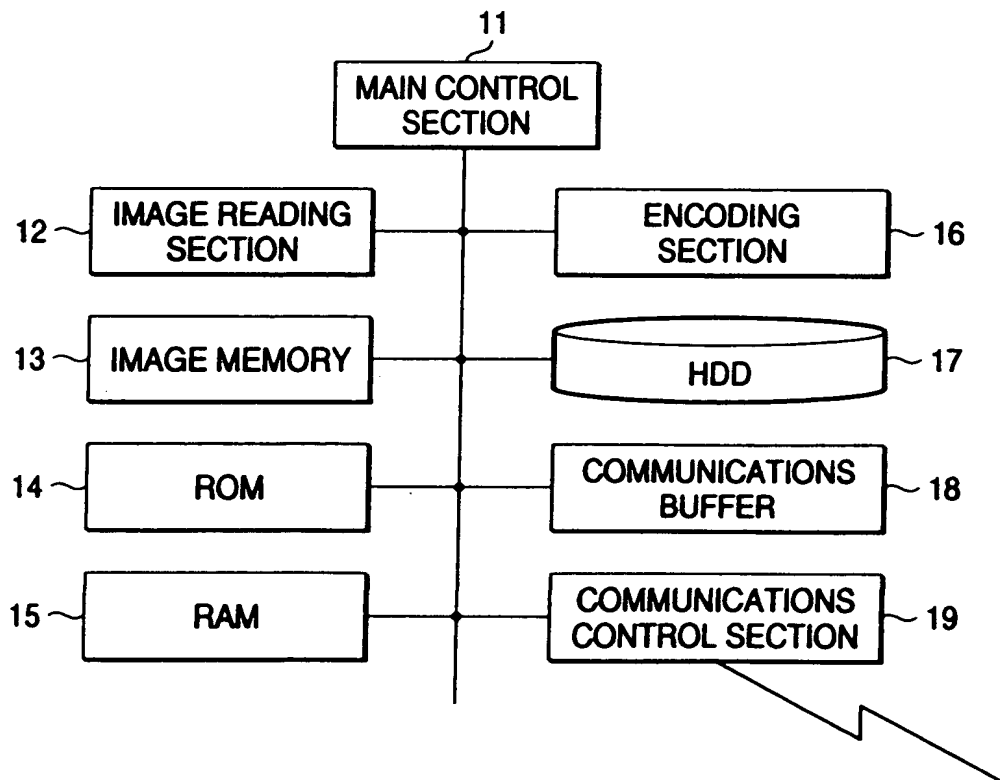 11
MAIN CONTROL
SECTION
12
IMAGE READING
SECTION
ENCODING
SECTION
16
13
IMAGE MEMORY
HDD
17
14
ROM
COMMUNICATIONS
BUFFER
18
15
RAM
COMMUNICATIONS
CONTROL SECTION
19